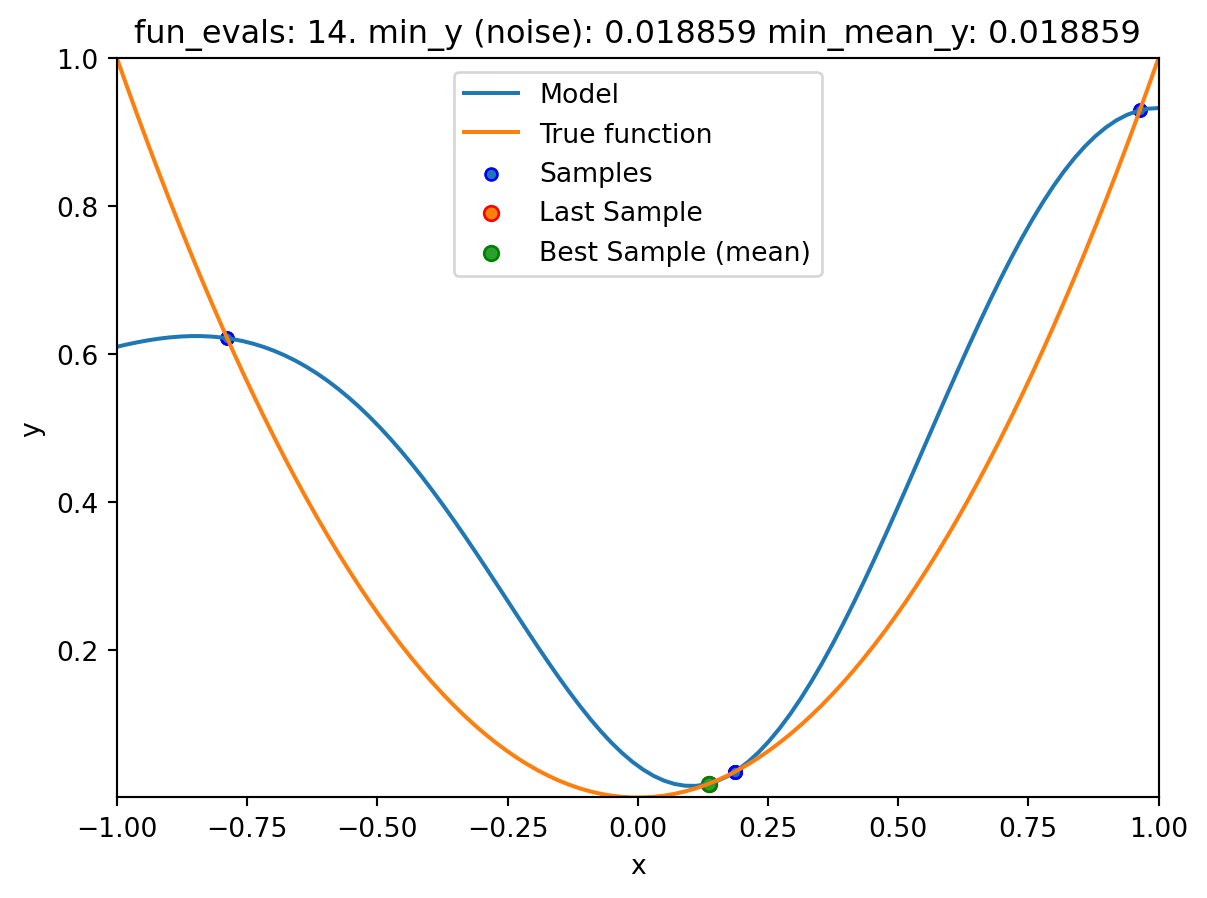 fun_evals: 14. min_y (noise): 0.018859 min_mean_y: 0.018859
Model
True function
Samples
Last Sample
Best Sample (mean)
1.0
0.8
0.6
0.4
0.2
y
−1.00 −0.75 −0.50 −0.25 0.00 0.25 0.50 0.75 1.00
x